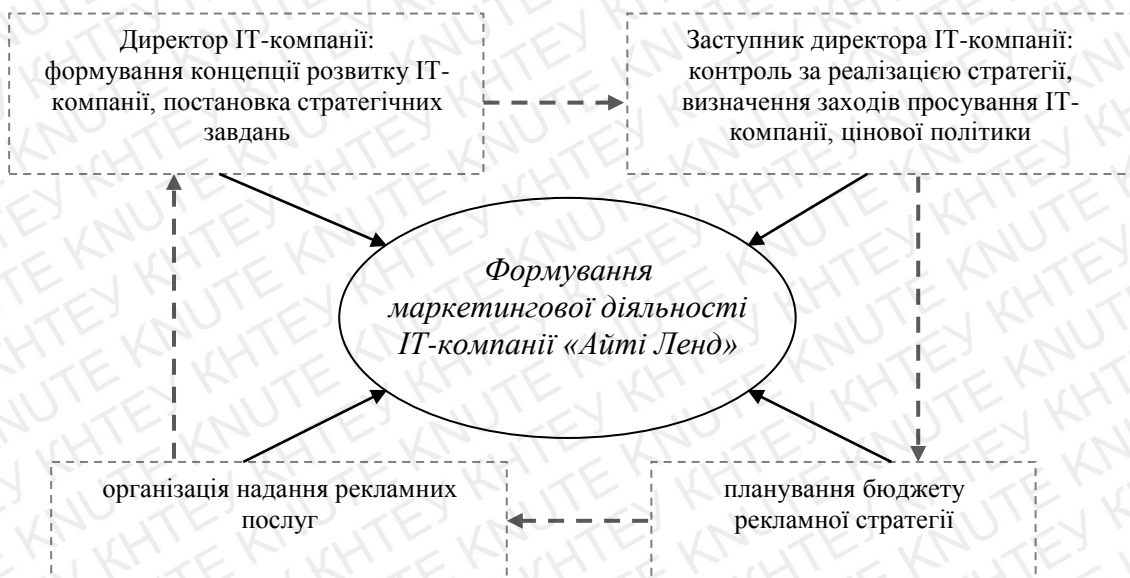 Директор ІТ-компанії:
формування концепції розвитку ІТ-
компанії, постановка стратегічних
завдань
Заступник директора ІТ-компанії:
контроль за реалізацією стратегії,
визначення заходів просування ІТ-
компанії, цінової політики
Формування
маркетингової діяльності
ІТ-компанії «Айті Ленд»
організація надання рекламних
послуг
планування бюджету
рекламної стратегії